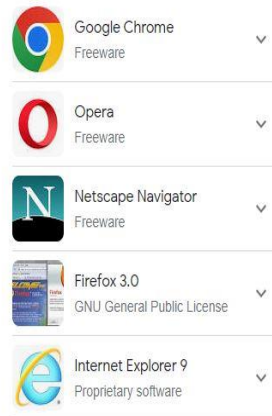 Google Chrome
Freeware
Opera
Freeware
N
Netscape Navigator
Freeware
Firefox 3.0
GNU General Public License
Internet Explorer 9
Proprietary software